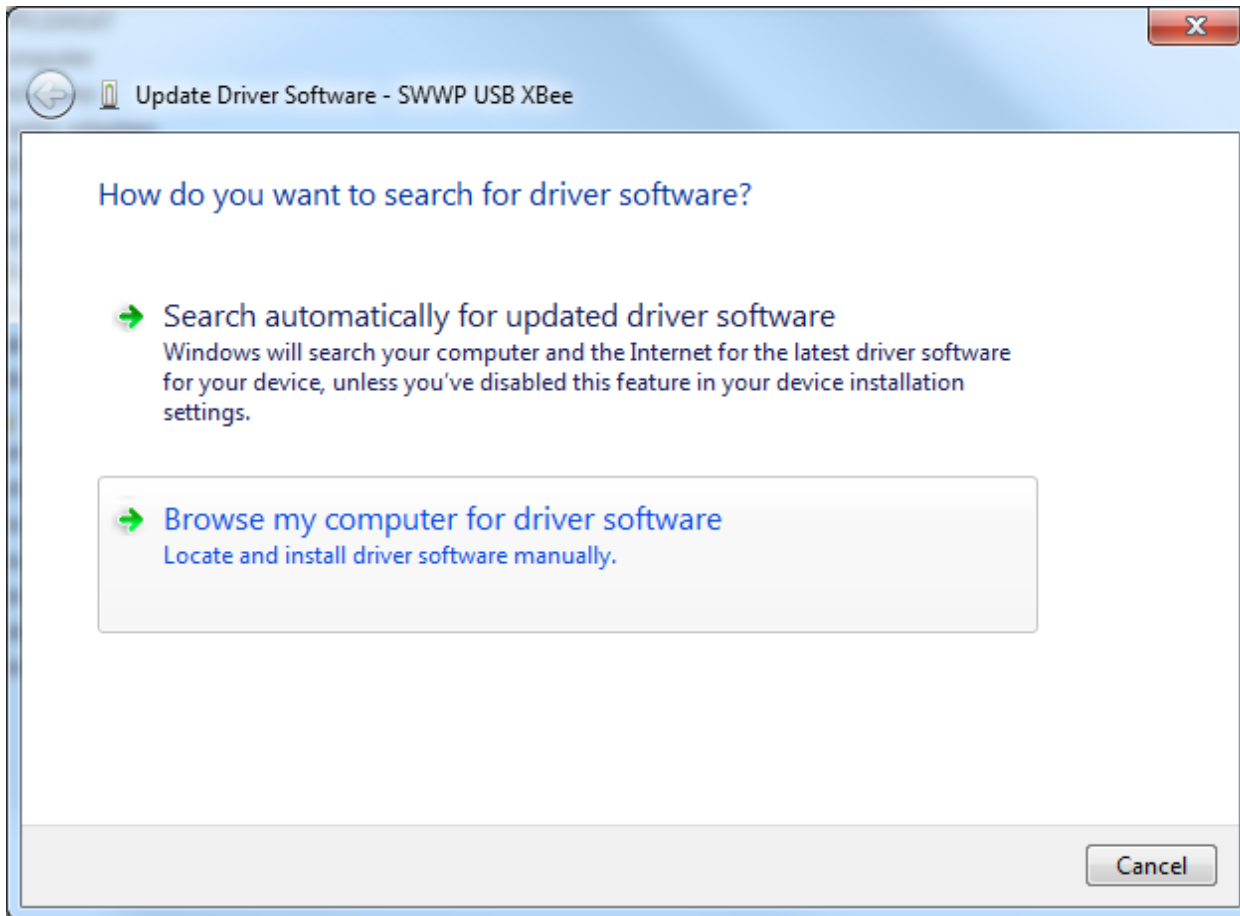 Update Driver Software - SWWP USB XBee
How do you want to search for driver software?
Search automatically for updated driver software
Windows will search your computer and the Internet for the latest driver software
for your device, unless you've disabled this feature in your device installation
settings.
Browse my computer for driver software
Locate and install driver software manually.
Cancel